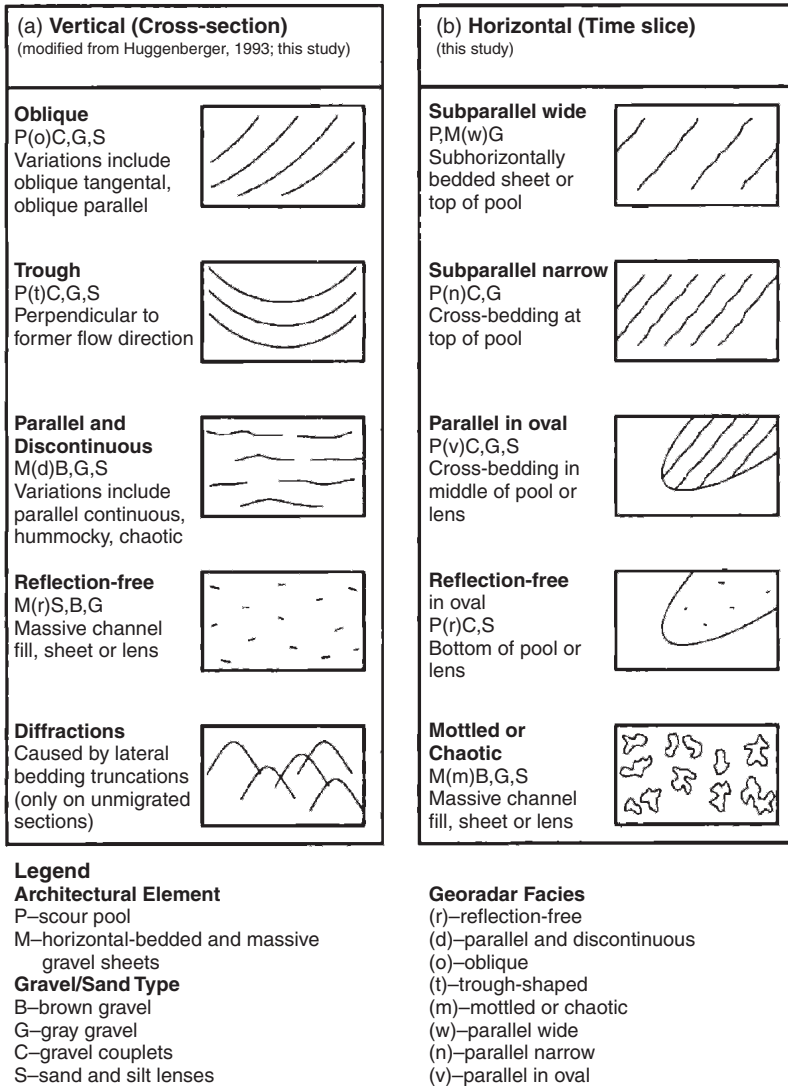 (a) Vertical (Cross-section)
(modified from Huggenberger, 1993; this study)
Oblique
P(o)C,G,S
Variations include
oblique tangental,
oblique parallel
Trough
P(t)C,G,S
Perpendicular to
former flow direction
Parallel and
Discontinuous
M(d)B,G,S
Variations include
parallel continuous,
hummocky, chaotic
Reflection-free
M(r)S,B,G
Massive channel
fill, sheet or lens
Diffractions
Caused by lateral
bedding truncations
(only on unmigrated
sections)
(b) Horizontal (Time slice)
(this study)
Subparallel wide
P,M(w)G
Subhorizontally
bedded sheet or
top of pool
Subparallel narrow
P(n)C,G
Cross-bedding at
top of pool
Parallel in oval
P(v)C,G,S
Cross-bedding in
middle of pool or
lens
Reflection-free
in oval
P(r)C,S
Bottom of pool or
lens
Mottled or
Chaotic
M(m)B,G,S
Massive channel
fill, sheet or lens
Legend
Architectural Element
P–scour pool
M–horizontal-bedded and massive
gravel sheets
Gravel/Sand Type
B–brown gravel
G–gray gravel
C–gravel couplets
S–sand and silt lenses
Georadar Facies
(r)–reflection-free
(d)–parallel and discontinuous
(o)–oblique
(t)–trough-shaped
(m)–mottled or chaotic
(w)–parallel wide
(n)–parallel narrow
(v)–parallel in oval